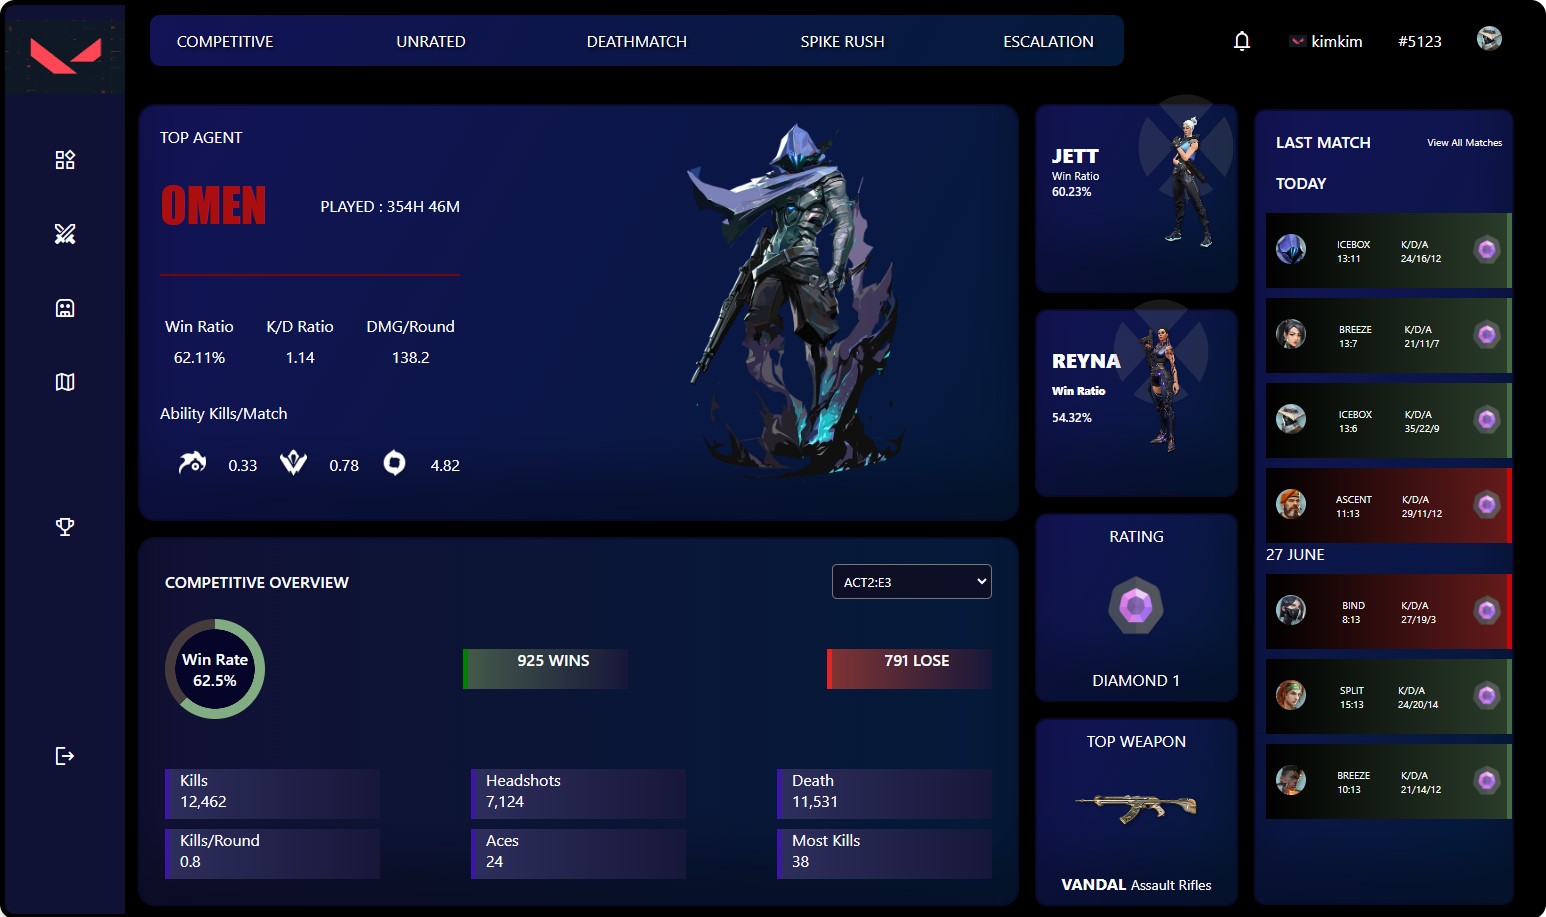 COMPETITIVE UNRATED DEATHMATCH SPIKE RUSH ESCALATION
kimkim #5123
TOP AGENT
OMEN
PLAYED : 354H 46M
Win Ratio K/D Ratio DMG/Round
62.11% 1.14 138.2
Ability Kills/Match
0.33 0.78 4.82
JETT
Win Ratio
60.23%
REYNA
Win Ratio
54.32%
RATING
DIAMOND 1
TOP WEAPON
VANDAL Assault Rifles
COMPETITIVE OVERVIEW
ACT2:E3
Win Rate
62.5%
925 WINS
791 LOSE
Kills
12,462
Headshots
7,124
Death
11,531
Kills/Round
0.8
Aces
24
Most Kills
38
LAST MATCH View All Matches
TODAY
ICEBOX K/D/A
13:11 24/16/12
BREEZE K/D/A
13:7 21/11/7
ICEBOX K/D/A
13:6 35/22/9
ASCENT K/D/A
11:13 29/11/12
27 JUNE
BIND K/D/A
8:13 27/19/3
SPLIT K/D/A
15:13 24/20/14
BREEZE K/D/A
10:13 21/14/12